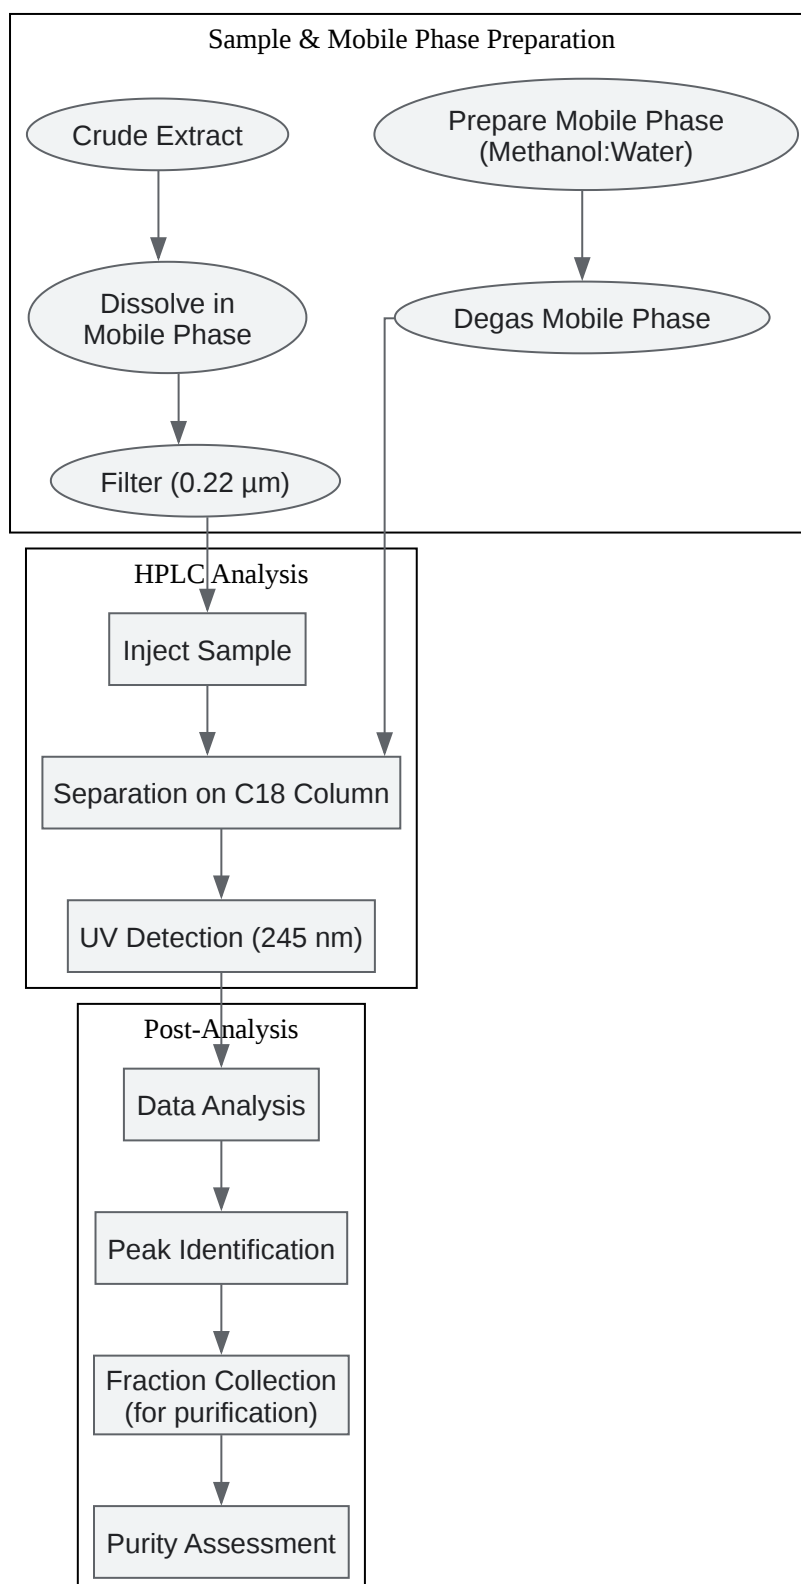 Sample & Mobile Phase Preparation
Crude Extract
Prepare Mobile Phase
(Methanol:Water)
Dissolve in
Mobile Phase
Degas Mobile Phase
Filter (0.22 µm)
HPLC Analysis
Inject Sample
Separation on C18 Column
UV Detection (245 nm)
Post-Analysis
Data Analysis
Peak Identification
Fraction Collection
(for purification)
Purity Assessment